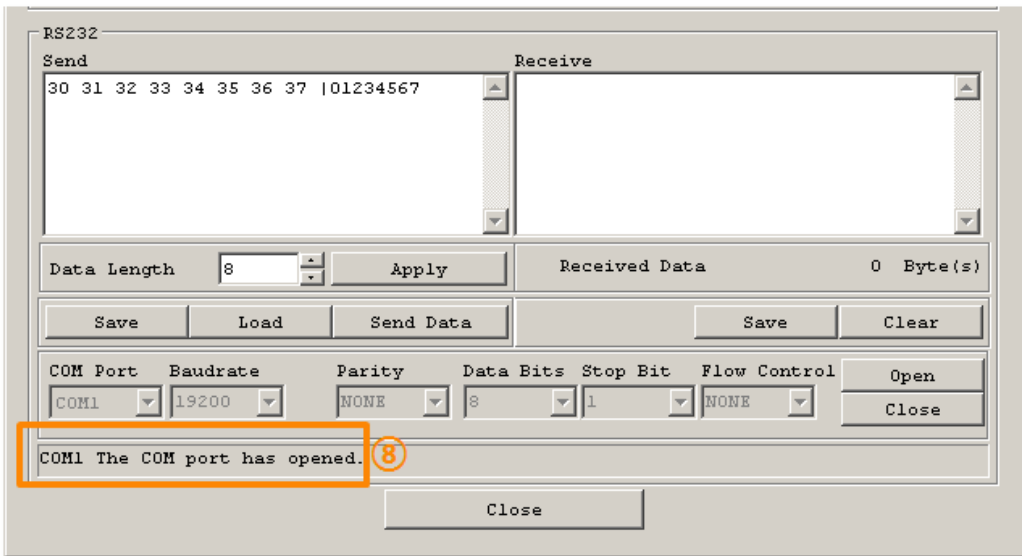 RS232
Send Receive
30 31 32 33 34 35 36 37 |01234567
Data Length 8 Apply Received Data 0 Byte(s)
Save Load Send Data Save Clear
COM Port Baudrate Parity Data Bits Stop Bit Flow Control Open
COM1 19200 NONE 8 1 NONE Close
COM1 The COM port has opened. ⑧
Close